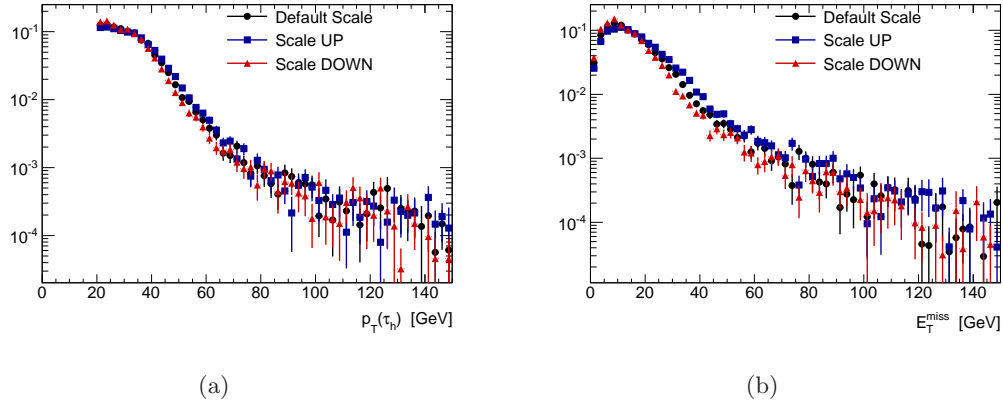 10⁻¹
10⁻²
10⁻³
10⁻⁴
Default Scale
Scale UP
Scale DOWN
0 20 40 60 80 100 120 140
p_T(τ_h) [GeV]
(a)
10⁻¹
10⁻²
10⁻³
10⁻⁴
Default Scale
Scale UP
Scale DOWN
0 20 40 60 80 100 120 140
E_T^miss [GeV]
(b)